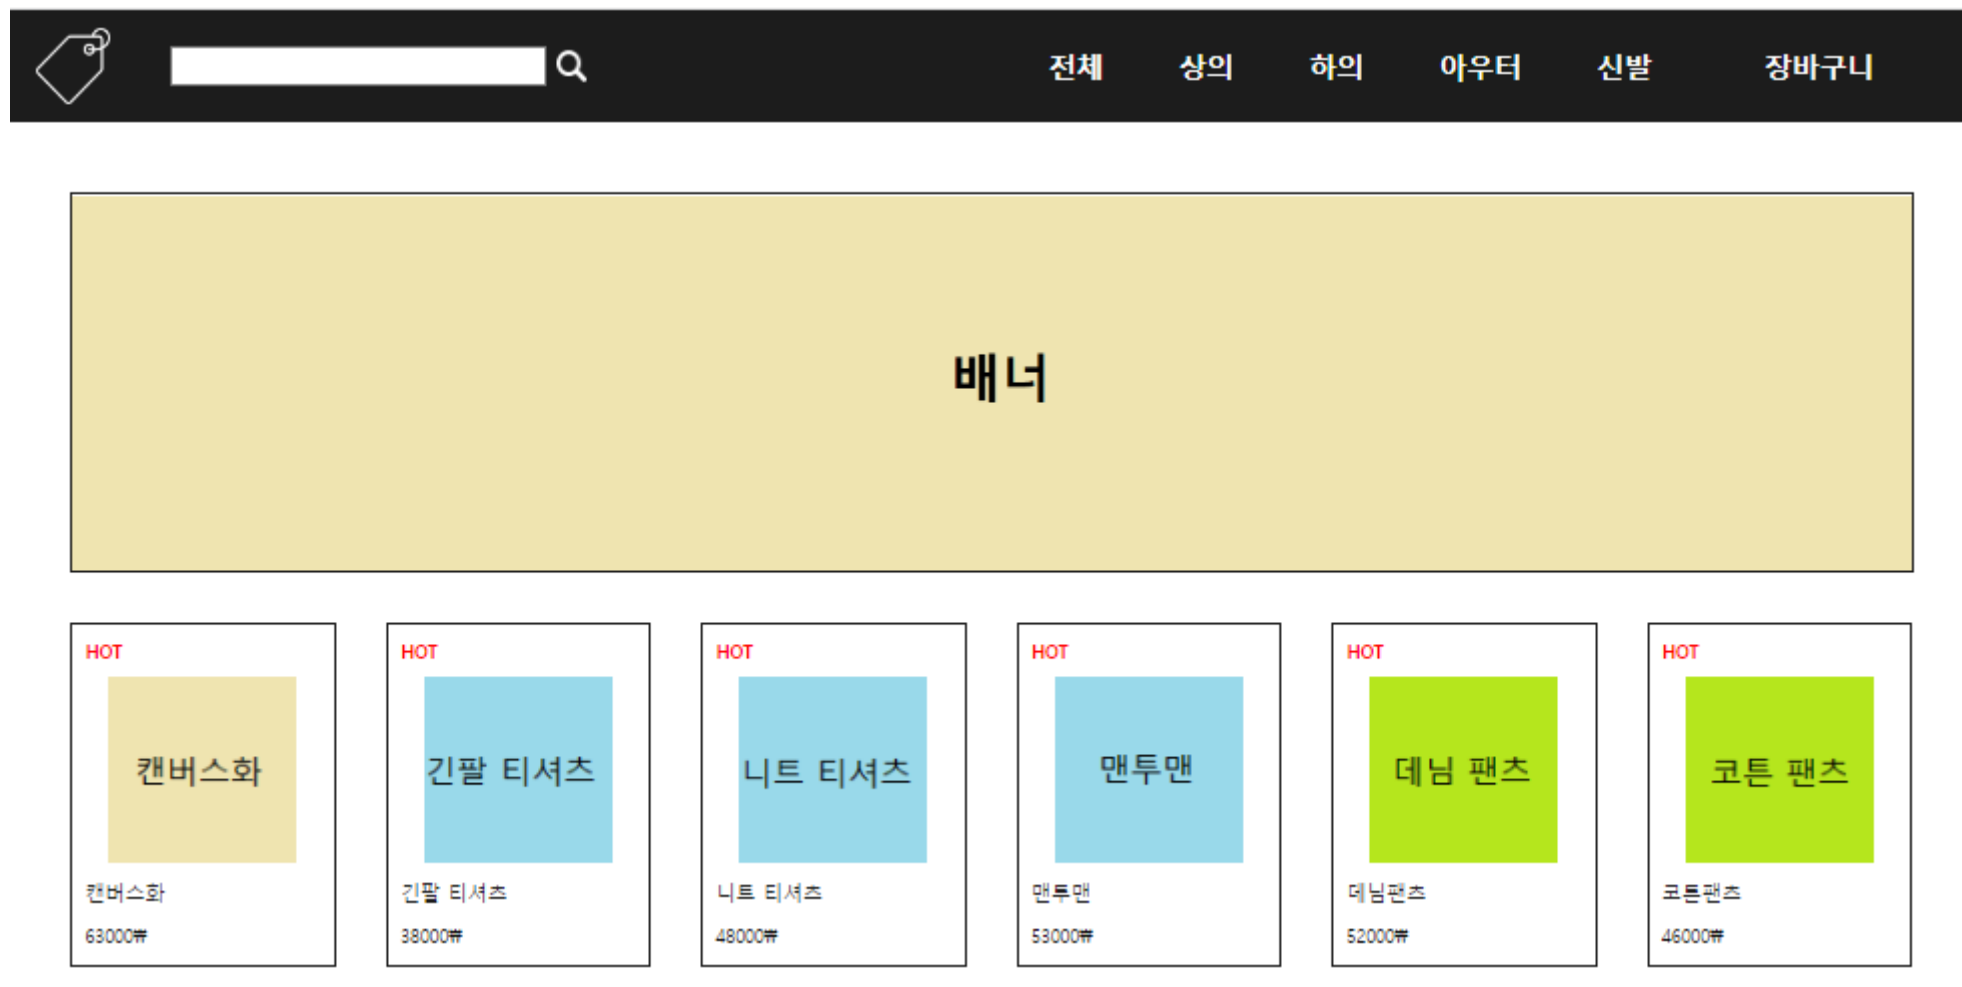 전체 상의 하의 아우터 신발 장바구니
배너
HOT HOT HOT HOT HOT HOT
캔버스화 긴팔 티셔츠 니트 티셔츠 맨투맨 데님 팬츠 코튼 팬츠
캔버스화 긴팔 티셔츠 니트 티셔츠 맨투맨 데님팬츠 코튼팬츠
63000₩ 38000₩ 48000₩ 53000₩ 52000₩ 46000₩